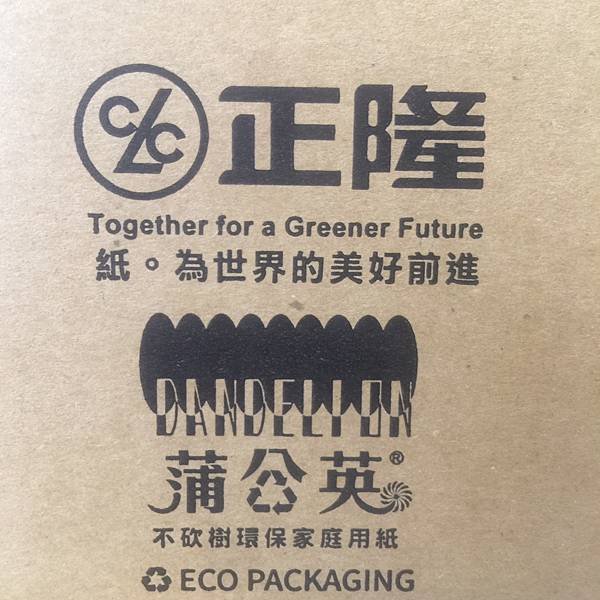 CLC 正隆
Together for a Greener Future
紙。為世界的美好前進
DANDELION
蒲公英®
不砍樹環保家庭用紙
ECO PACKAGING